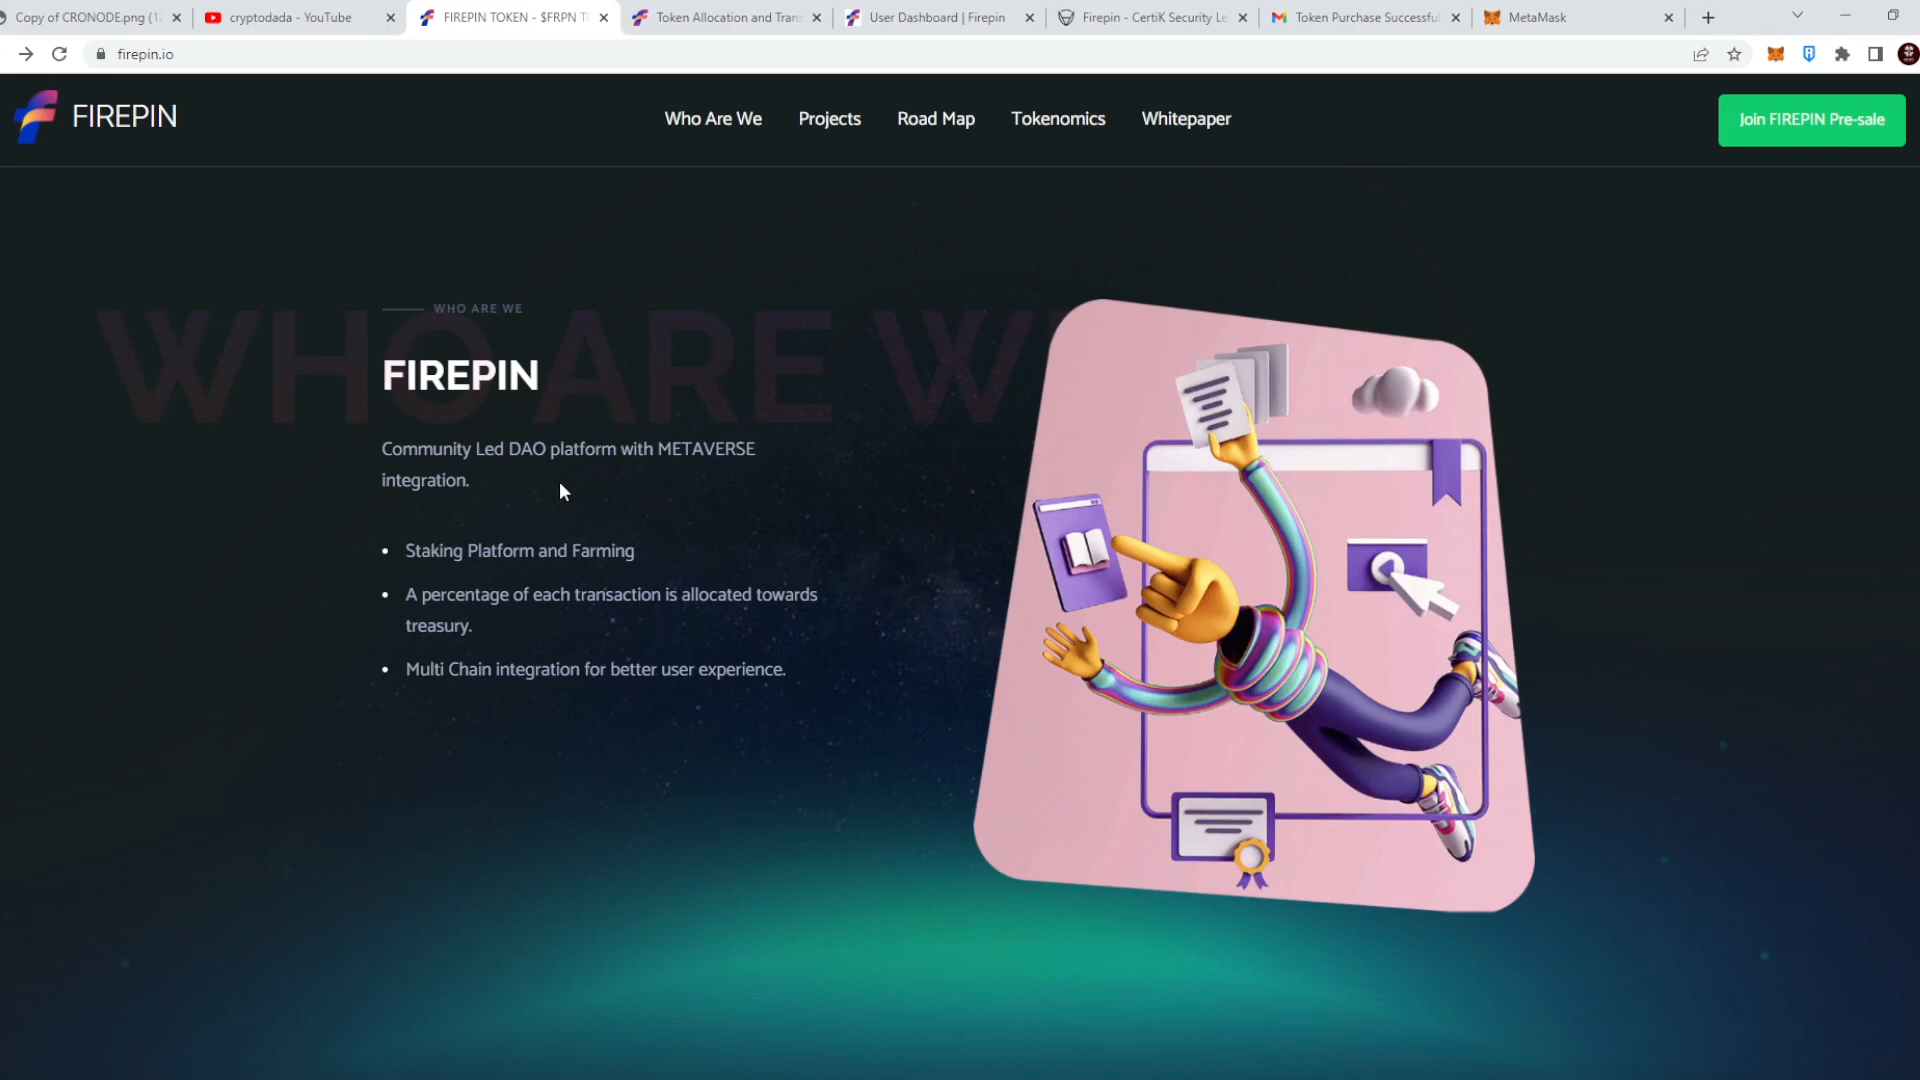 Copy of CRONODE.png (12
cryptodada - YouTube
FIREPIN TOKEN - $FRPN TO
Token Allocation and Trans
User Dashboard | Firepin
Firepin - CertiK Security Le
Token Purchase Successful
MetaMask
firepin.io
FIREPIN
Who Are We
Projects
Road Map
Tokenomics
Whitepaper
Join FIREPIN Pre-sale
WHO ARE WE
WHO ARE WE
FIREPIN
Community Led DAO platform with METAVERSE
integration.
Staking Platform and Farming
A percentage of each transaction is allocated towards
treasury.
Multi Chain integration for better user experience.